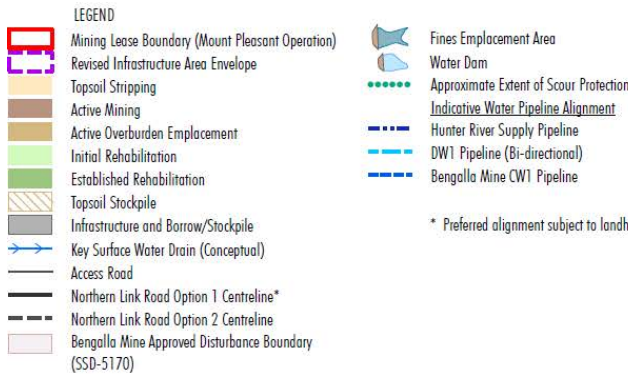 LEGEND
Mining Lease Boundary (Mount Pleasant Operation)
Revised Infrastructure Area Envelope
Topsoil Stripping
Active Mining
Active Overburden Emplacement
Initial Rehabilitation
Established Rehabilitation
Topsoil Stockpile
Infrastructure and Borrow/Stockpile
Key Surface Water Drain (Conceptual)
Access Road
Northern Link Road Option 1 Centreline*
Northern Link Road Option 2 Centreline
Bengalla Mine Approved Disturbance Boundary
(SSD-5170)
Fines Emplacement Area
Water Dam
Approximate Extent of Scour Protection
Indicative Water Pipeline Alignment
Hunter River Supply Pipeline
DW1 Pipeline (Bi-directional)
Bengalla Mine CW1 Pipeline
* Preferred alignment subject to